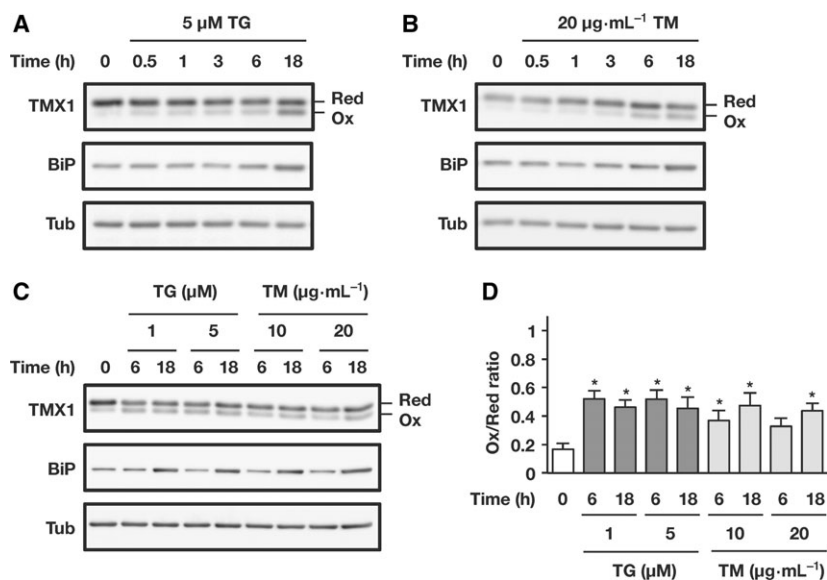 A
5 µM TG
Time (h) 0 0.5 1 3 6 18
TMX1
Red
Ox
BiP
Tub
B
20 µg·mL⁻¹ TM
Time (h) 0 0.5 1 3 6 18
TMX1
Red
Ox
BiP
Tub
C
TG (µM) TM (µg·mL⁻¹)
1 5 10 20
Time (h) 0 6 18 6 18 6 18 6 18
TMX1
Red
Ox
BiP
Tub
D
Ox/Red ratio
1
0.8
0.6
0.4
0.2
0
* * * * * * *
Time (h) 0 6 18 6 18 6 18 6 18
1 5 10 20
TG (µM) TM (µg·mL⁻¹)